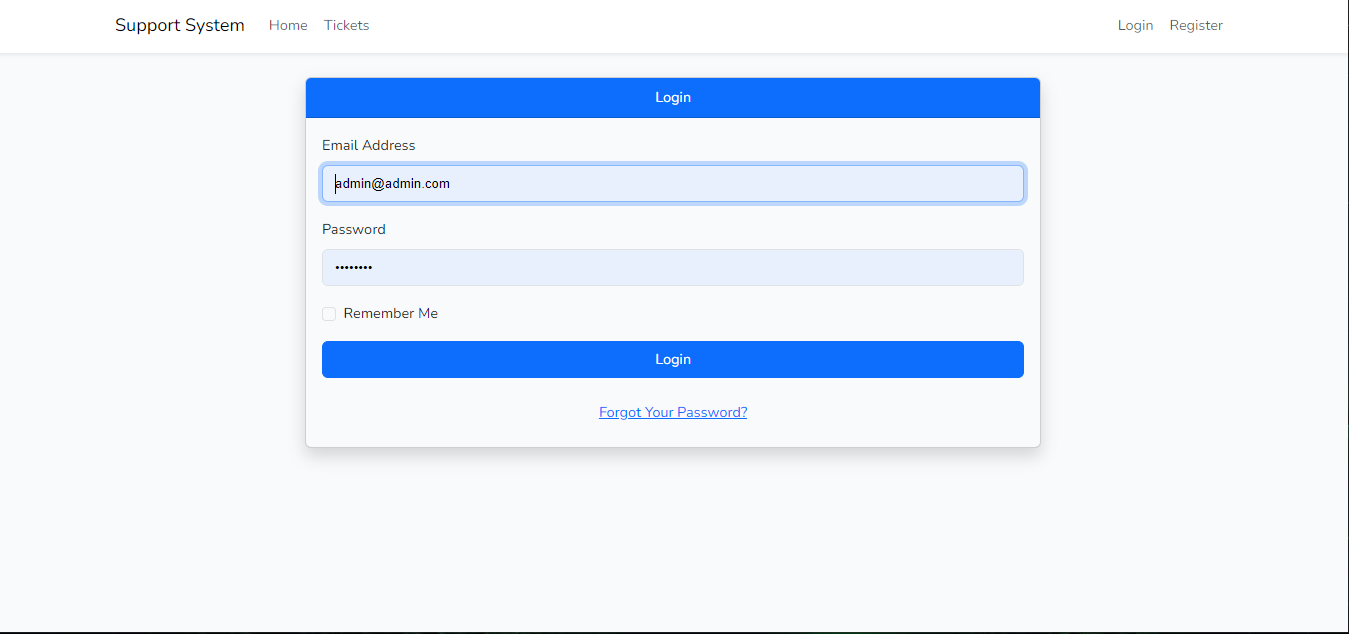 Support System Home Tickets Login Register
Login
Email Address
admin@admin.com
Password
••••••••
Remember Me
Login
Forgot Your Password?